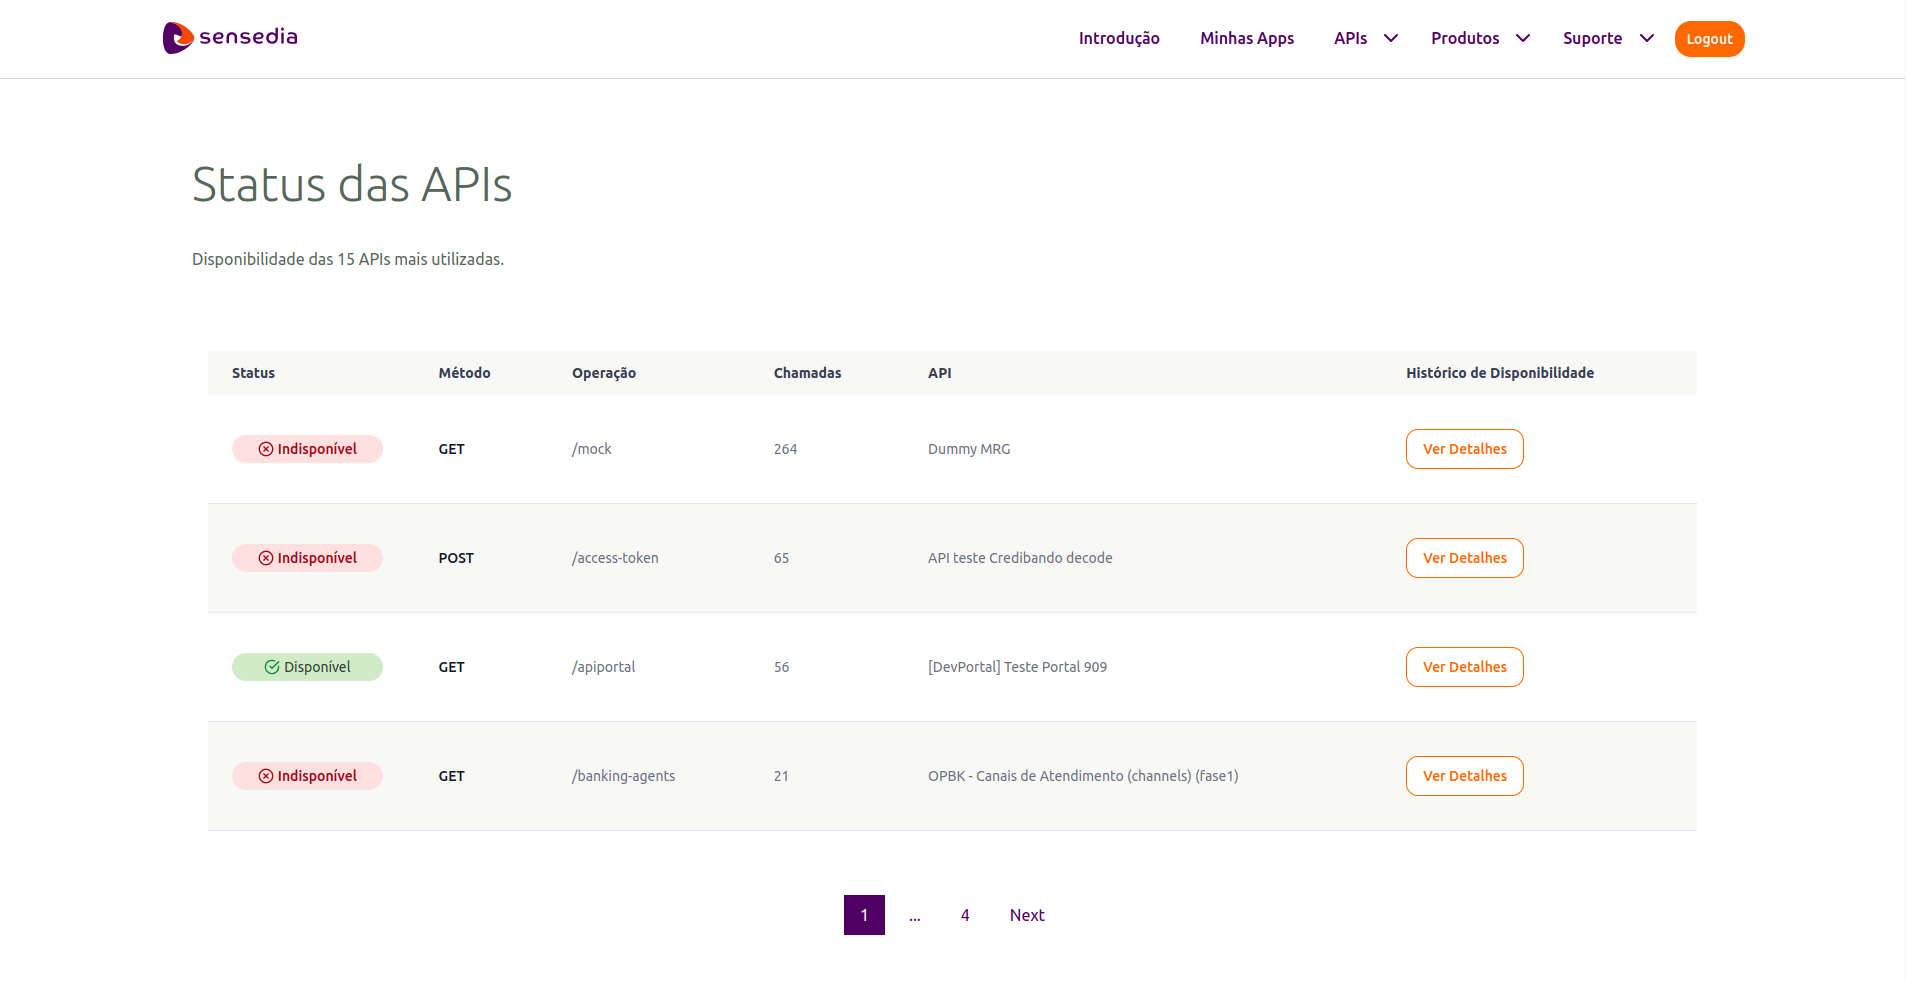 sensedia
Introdução Minhas Apps APIs Produtos Suporte Logout
Status das APIs
Disponibilidade das 15 APIs mais utilizadas.
Status Método Operação Chamadas API Histórico de Disponibilidade
Indisponível GET /mock 264 Dummy MRG Ver Detalhes
Indisponível POST /access-token 65 API teste Credibando decode Ver Detalhes
Disponível GET /apiportal 56 [DevPortal] Teste Portal 909 Ver Detalhes
Indisponível GET /banking-agents 21 OPBK - Canais de Atendimento (channels) (fase1) Ver Detalhes
1 ... 4 Next